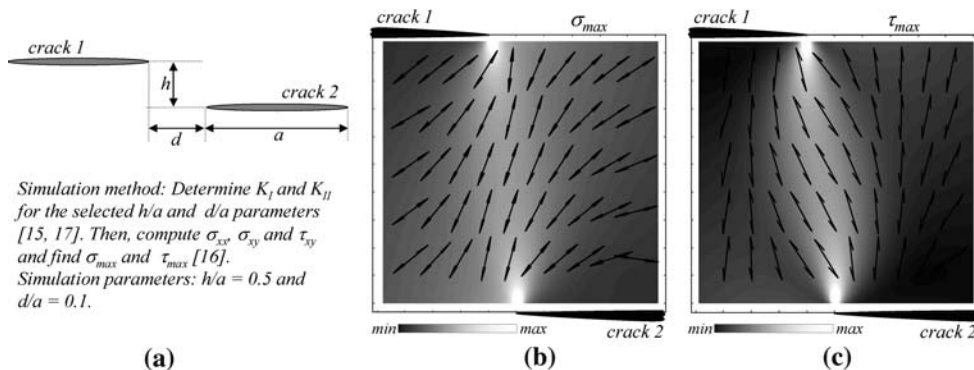 crack 1
h
crack 2
d
a
Simulation method: Determine K_I and K_II
for the selected h/a and d/a parameters
[15, 17]. Then, compute σ_xx, σ_xy and τ_xy
and find σ_max and τ_max [16].
Simulation parameters: h/a = 0.5 and
d/a = 0.1.
(a)
crack 1
σ_max
min
max
crack 2
(b)
crack 1
τ_max
min
max
crack 2
(c)